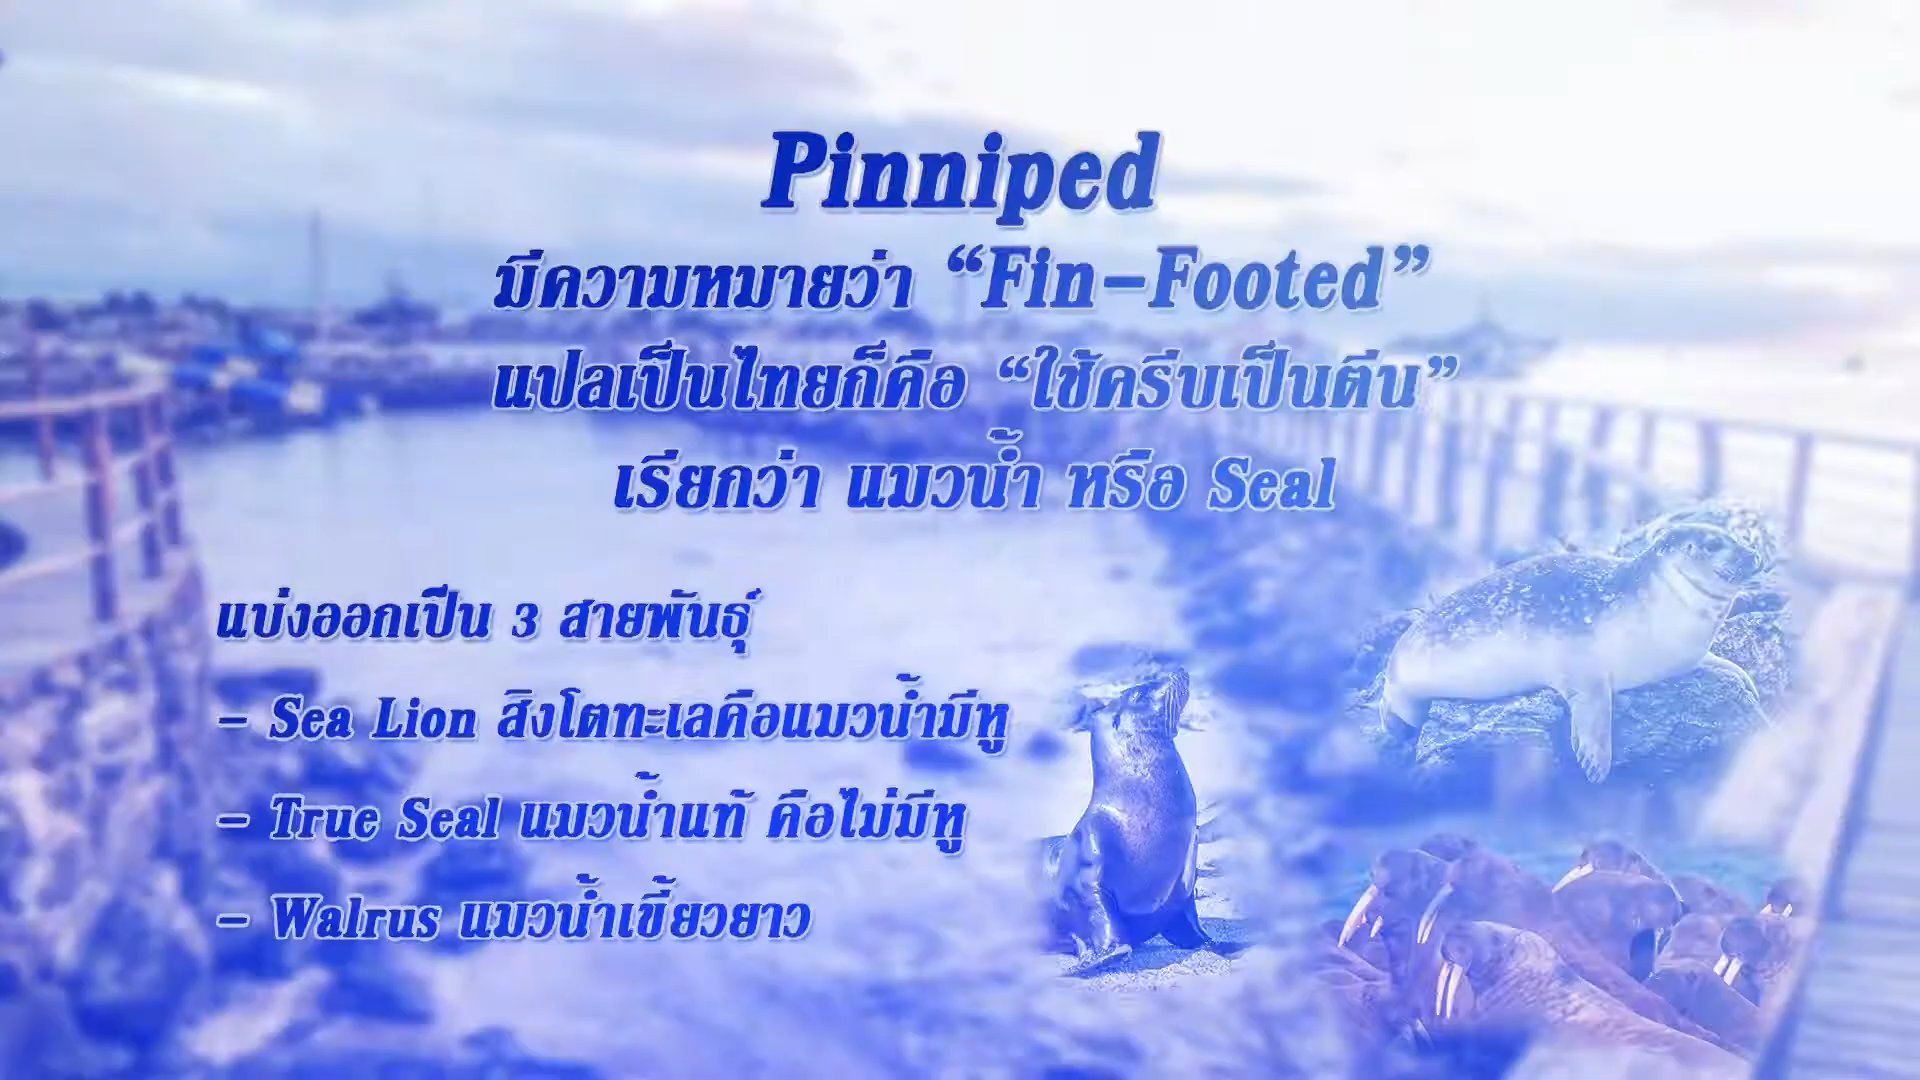 Pinniped
มีความหมายว่า “Fin-Footed”
แปลเป็นไทยก็คือ “ใช้ครีบเป็นตีน”
เรียกว่า แมวน้ำ หรือ Seal
แบ่งออกเป็น 3 สายพันธุ์
- Sea Lion สิงโตทะเลคือแมวน้ำมีหู
- True Seal แมวน้ำแท้ คือไม่มีหู
- Walrus แมวน้ำเขี้ยวยาว